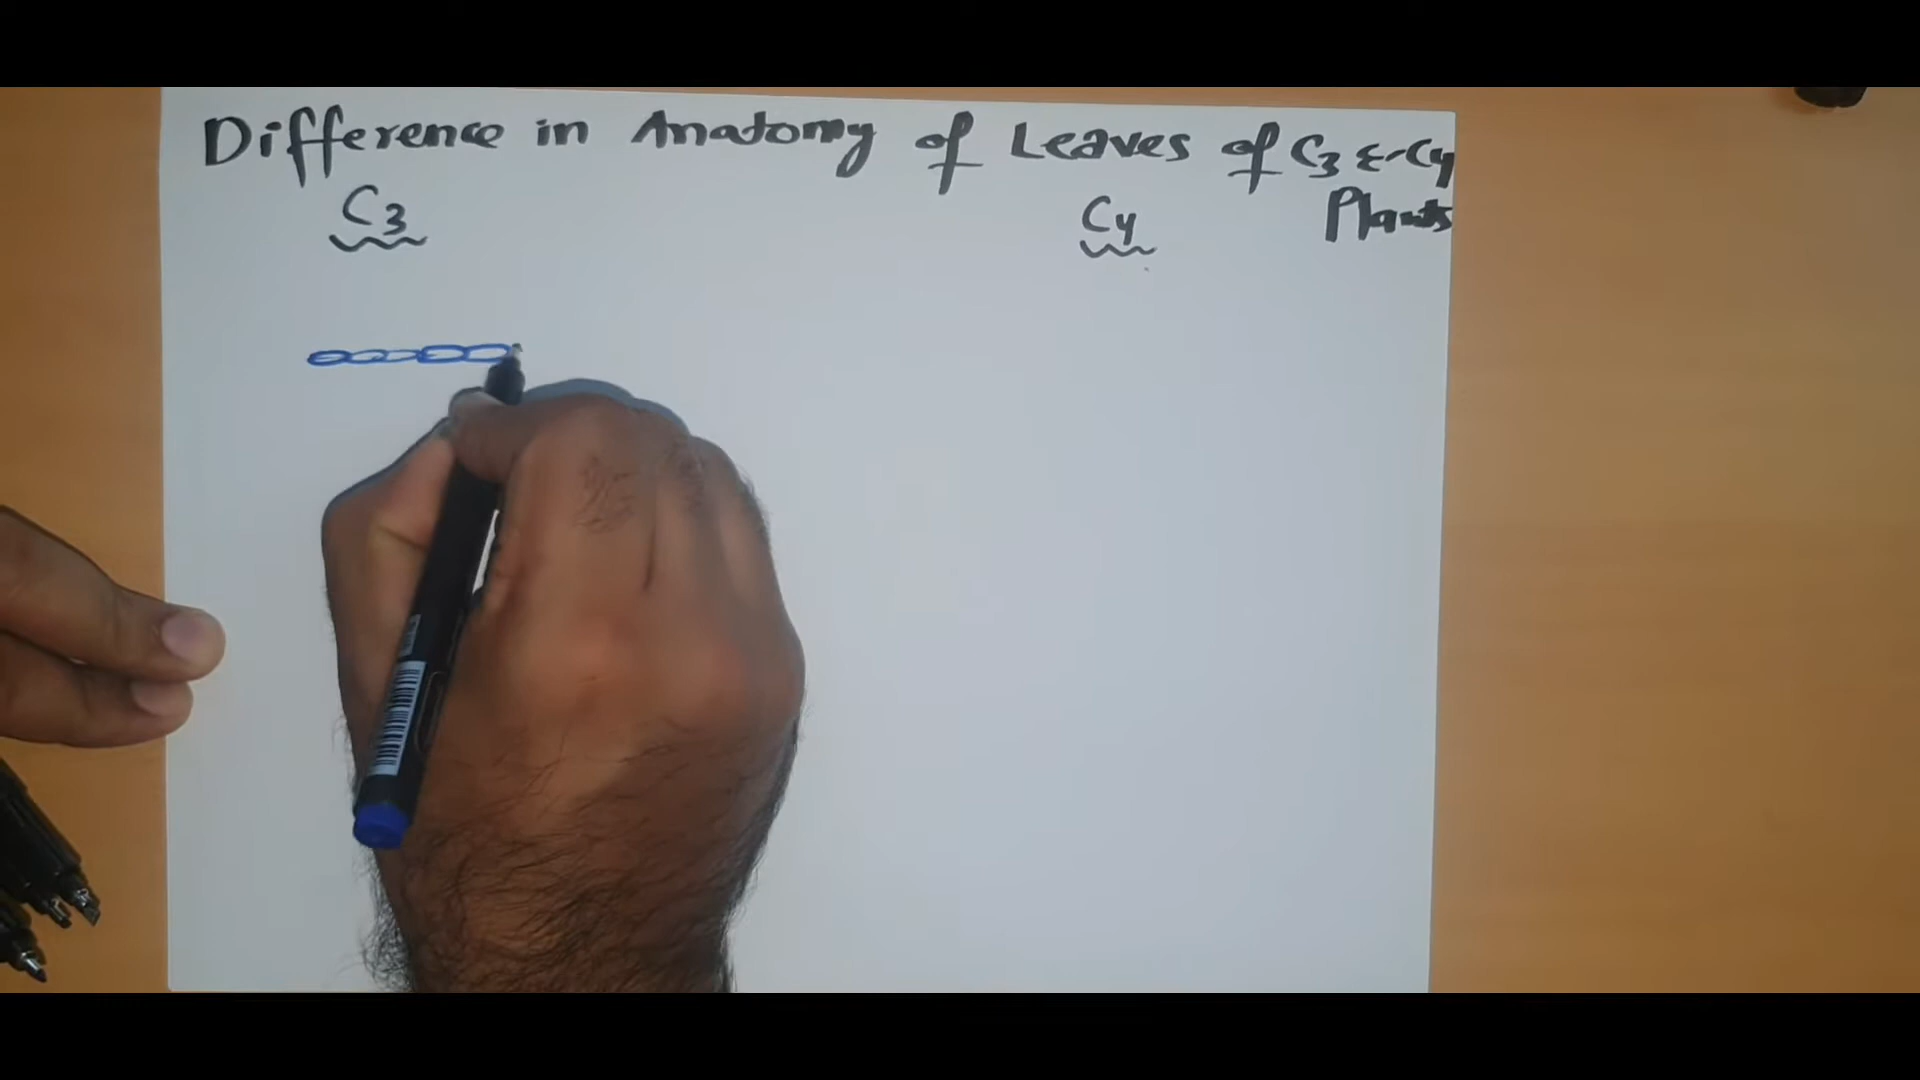 Difference in Anatomy of Leaves of C3 & C4
Plants
C3
C4